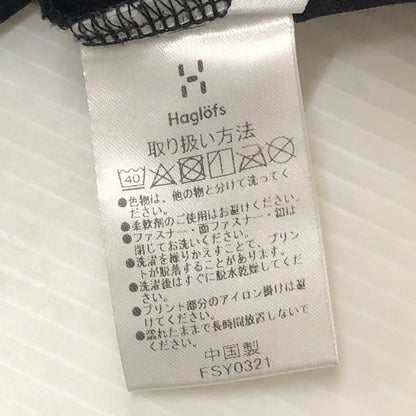 Haglöfs
取り扱い方法
40
●色物は、他の物と分けて洗ってく
ださい。
●柔軟剤のご使用はお避けください。
●ファスナー・面ファスナー・釦は
閉じてお洗いください。
●洗濯を繰りかえすことで、プリン
トが脱落することがあります。
●洗濯後はすぐに脱水乾燥してくだ
さい。
●プリント部分のアイロン掛けは避
けてください。
●濡れたままで長時間放置しないで
ください。
中国製
FSY0321